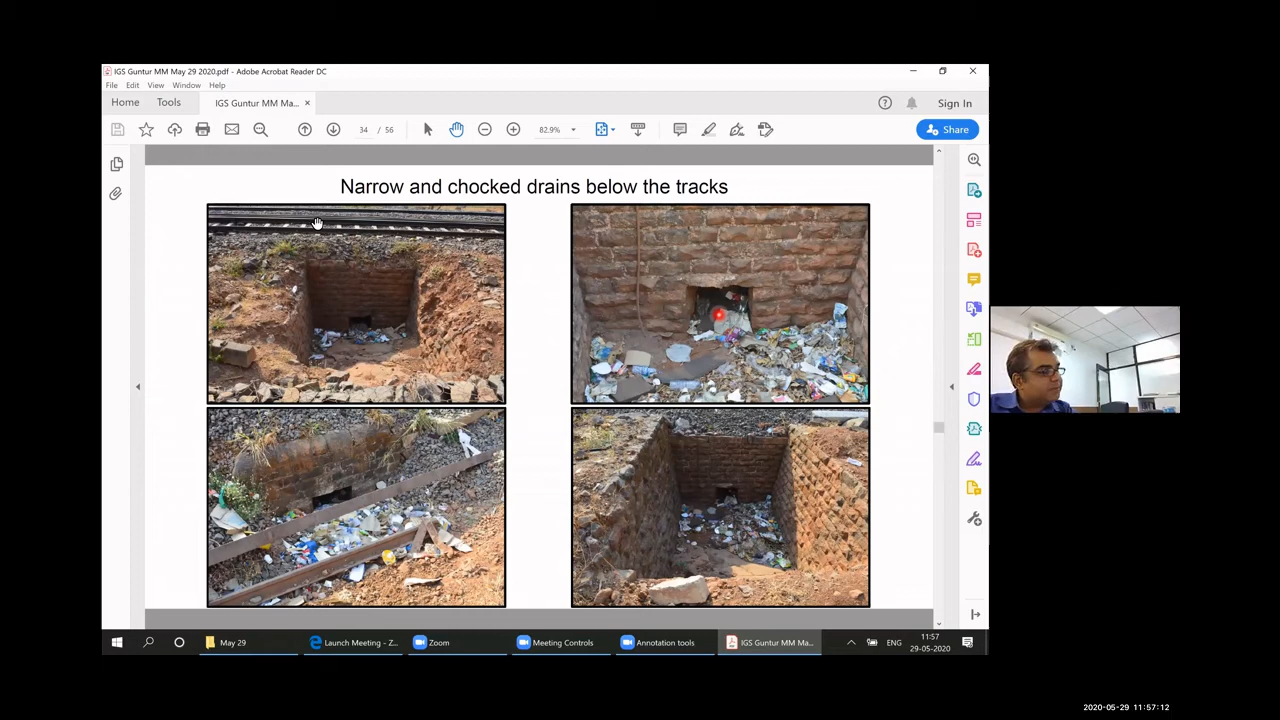 IGS Guntur MM May 29 2020.pdf - Adobe Acrobat Reader DC
File Edit View Window Help
Home Tools IGS Guntur MM Ma... × Sign In
34 / 56 82.9% Share
Narrow and chocked drains below the tracks
May 29 Launch Meeting - Z... Zoom Meeting Controls Annotation tools IGS Guntur MM Ma... ENG 11:57
29-05-2020
2020-05-29 11:57:12